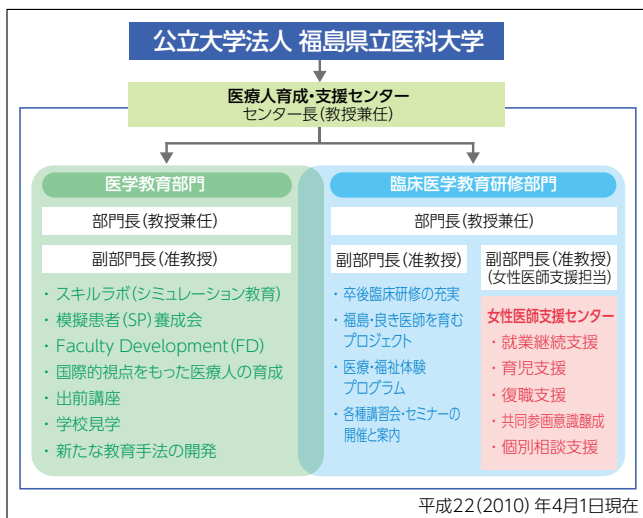 公立大学法人 福島県立医科大学
医療人育成・支援センター
センター長(教授兼任)
医学教育部門
部門長(教授兼任)
副部門長(准教授)
・スキルラボ(シミュレーション教育)
・模擬患者(SP)養成会
・Faculty Development(FD)
・国際的視点をもった医療人の育成
・出前講座
・学校見学
・新たな教育手法の開発
臨床医学教育研修部門
部門長(教授兼任)
副部門長(准教授)
・卒後臨床研修の充実
・福島・良き医師を育む
プロジェクト
・医療・福祉体験
プログラム
・各種講習会・セミナーの
開催と案内
副部門長(准教授)
(女性医師支援担当)
女性医師支援センター
・就業継続支援
・育児支援
・復職支援
・共同参画意識醸成
・個別相談支援
平成22(2010)年4月1日現在